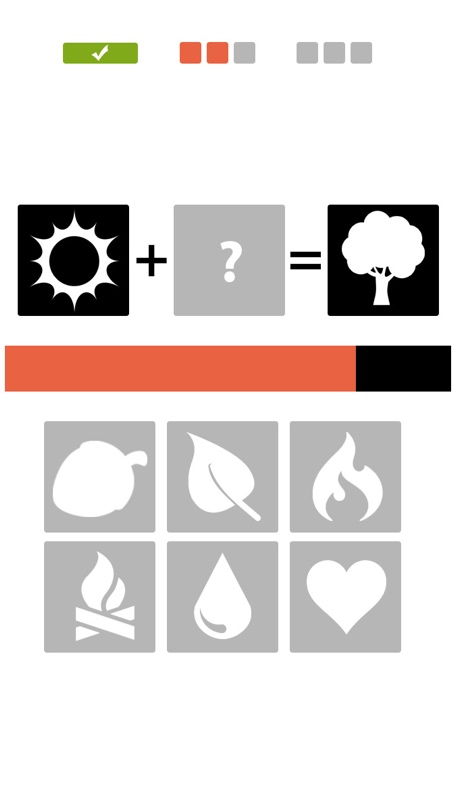 + ? =